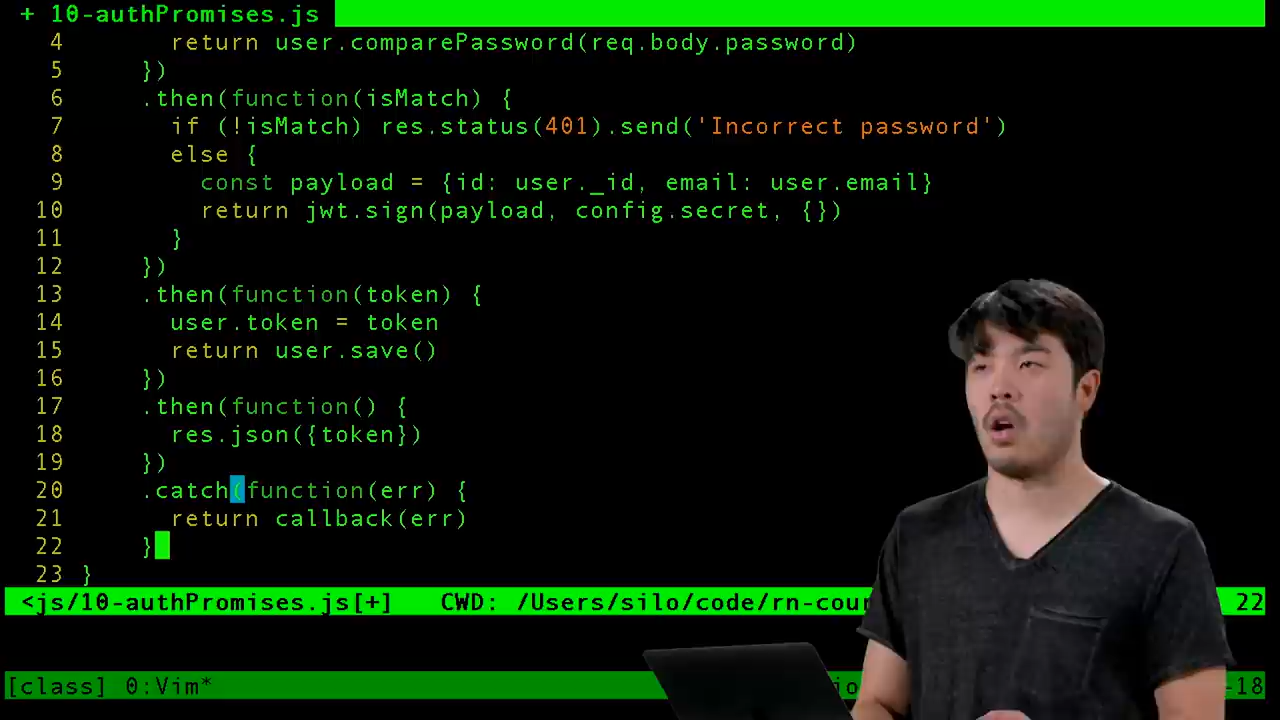 + 10-authPromises.js
4 return user.comparePassword(req.body.password)
5 })
6 .then(function(isMatch) {
7 if (!isMatch) res.status(401).send('Incorrect password')
8 else {
9 const payload = {id: user._id, email: user.email}
10 return jwt.sign(payload, config.secret, {})
11 }
12 })
13 .then(function(token) {
14 user.token = token
15 return user.save()
16 })
17 .then(function() {
18 res.json({token})
19 })
20 .catch(function(err) {
21 return callback(err)
22 }
23 }
<js/10-authPromises.js[+] CWD: /Users/silo/code/rn-cour 22
[class] 0:Vim* -18